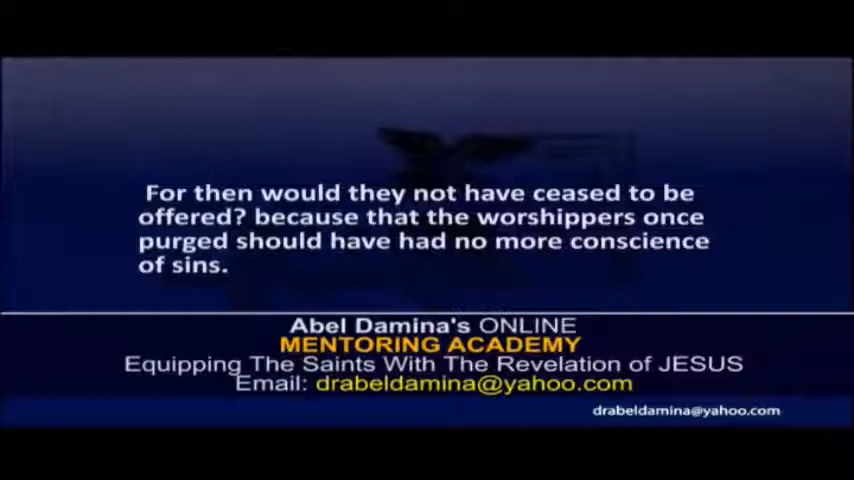 For then would they not have ceased to be
offered? because that the worshippers once
purged should have had no more conscience
of sins.
Abel Damina's ONLINE
MENTORING ACADEMY
Equipping The Saints With The Revelation of JESUS
Email: drabeldamina@yahoo.com
drabeldamina@yahoo.com